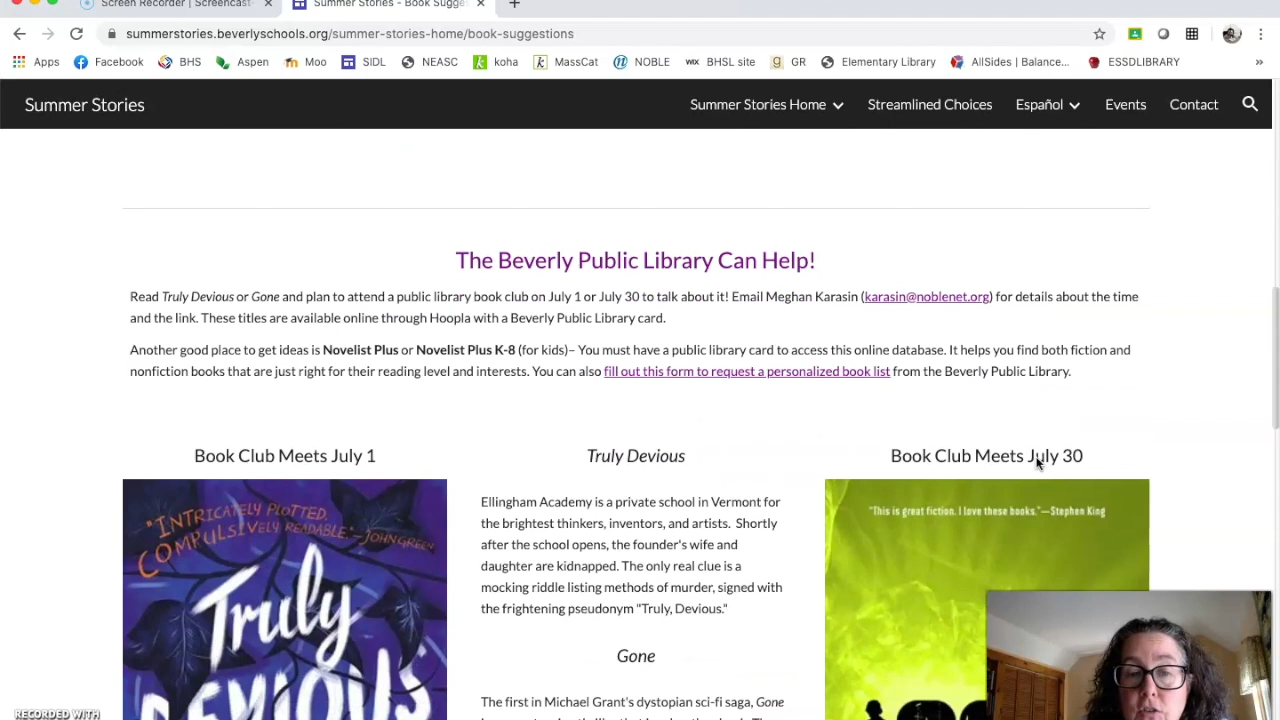 Screen Recorder | Screencast-
Summer Stories - Book Sugge
summerstories.beverlyschools.org/summer-stories-home/book-suggestions
Apps Facebook BHS Aspen Moo SIDL NEASC koha MassCat NOBLE WIX BHSL site GR Elementary Library AllSides | Balance... ESSDLIBRARY »
Summer Stories Summer Stories Home Streamlined Choices Español Events Contact
The Beverly Public Library Can Help!
Read Truly Devious or Gone and plan to attend a public library book club on July 1 or July 30 to talk about it! Email Meghan Karasin (karasin@noblenet.org) for details about the time
and the link. These titles are available online through Hoopla with a Beverly Public Library card.
Another good place to get ideas is Novelist Plus or Novelist Plus K-8 (for kids)– You must have a public library card to access this online database. It helps you find both fiction and
nonfiction books that are just right for their reading level and interests. You can also fill out this form to request a personalized book list from the Beverly Public Library.
Book Club Meets July 1
"INTRICATELY PLOTTED,
COMPULSIVELY READABLE."—JOHN GREEN
Truly
DEVIOUS
Truly Devious
Ellingham Academy is a private school in Vermont for
the brightest thinkers, inventors, and artists. Shortly
after the school opens, the founder's wife and
daughter are kidnapped. The only real clue is a
mocking riddle listing methods of murder, signed with
the frightening pseudonym "Truly, Devious."
Gone
The first in Michael Grant's dystopian sci-fi saga, Gone
Book Club Meets July 30
"This is great fiction. I love these books."—Stephen King
RECORDED WITH